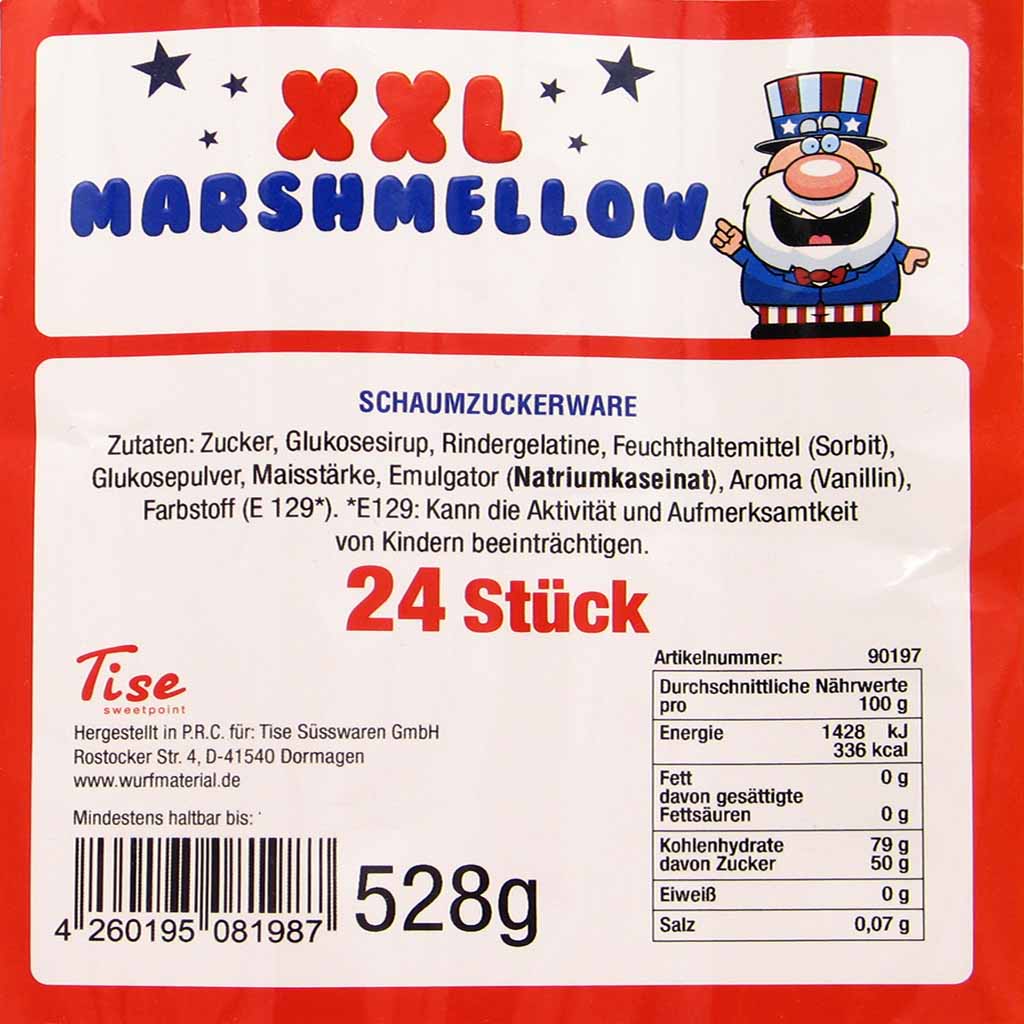 XXL
MARSHMELLOW
SCHAUMZUCKERWARE
Zutaten: Zucker, Glukosesirup, Rindergelatine, Feuchthaltemittel (Sorbit),
Glukosepulver, Maisstärke, Emulgator (Natriumkaseinat), Aroma (Vanillin),
Farbstoff (E 129*). *E129: Kann die Aktivität und Aufmerksamtkeit
von Kindern beeinträchtigen.
24 Stück
Tise
sweetpoint
Hergestellt in P.R.C. für: Tise Süsswaren GmbH
Rostocker Str. 4, D-41540 Dormagen
www.wurfmaterial.de
Mindestens haltbar bis:
4 260195 081987
528g
Artikelnummer: 90197
Durchschnittliche Nährwerte
pro 100 g
Energie 1428 kJ
336 kcal
Fett 0 g
davon gesättigte
Fettsäuren 0 g
Kohlenhydrate 79 g
davon Zucker 50 g
Eiweiß 0 g
Salz 0,07 g